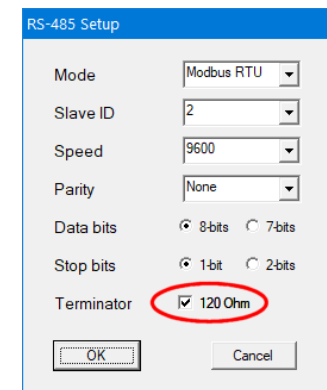 RS-485 Setup
Mode Modbus RTU
Slave ID 2
Speed 9600
Parity None
Data bits 8-bits 7-bits
Stop bits 1-bit 2-bits
Terminator 120 Ohm
OK Cancel